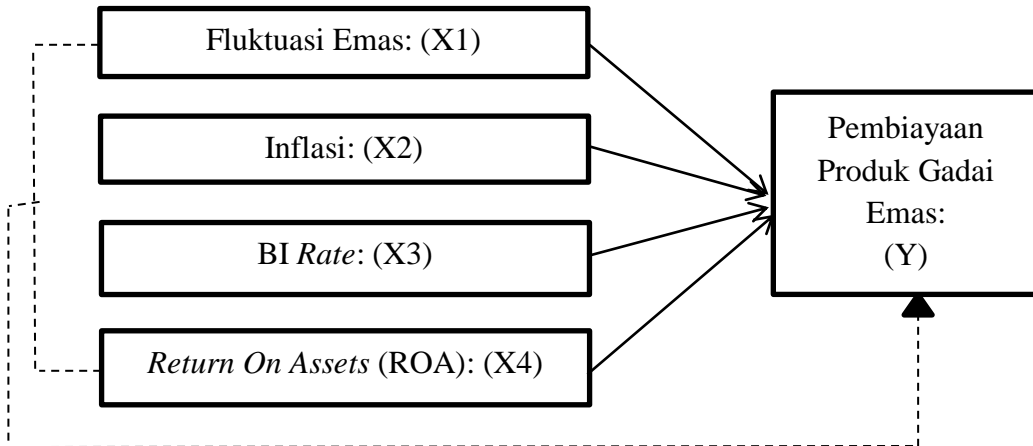 Fluktuasi Emas: (X1)
Inflasi: (X2)
BI Rate: (X3)
Return On Assets (ROA): (X4)
Pembiayaan
Produk Gadai
Emas:
(Y)